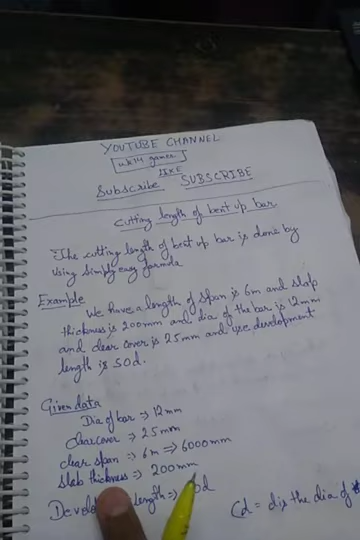 YOUTUBE CHANNEL
uk14 gamer
LIKE
Subscribe SUBSCRIBE
Cutting length of bent up bar
The cutting length of bent up bar is done by
using simply easy formula
Example
We have a length of span is 6m and slab
thickness is 200mm and dia of the bar is 12mm
and clear cover is 25mm and use development
length is 50d.
Given data
Dia of bar ⇒ 12mm
clear cover ⇒ 25mm
clear span ⇒ 6m ⇒ 6000mm
slab thickness ⇒ 200mm
length ⇒
(d = d is the dia of